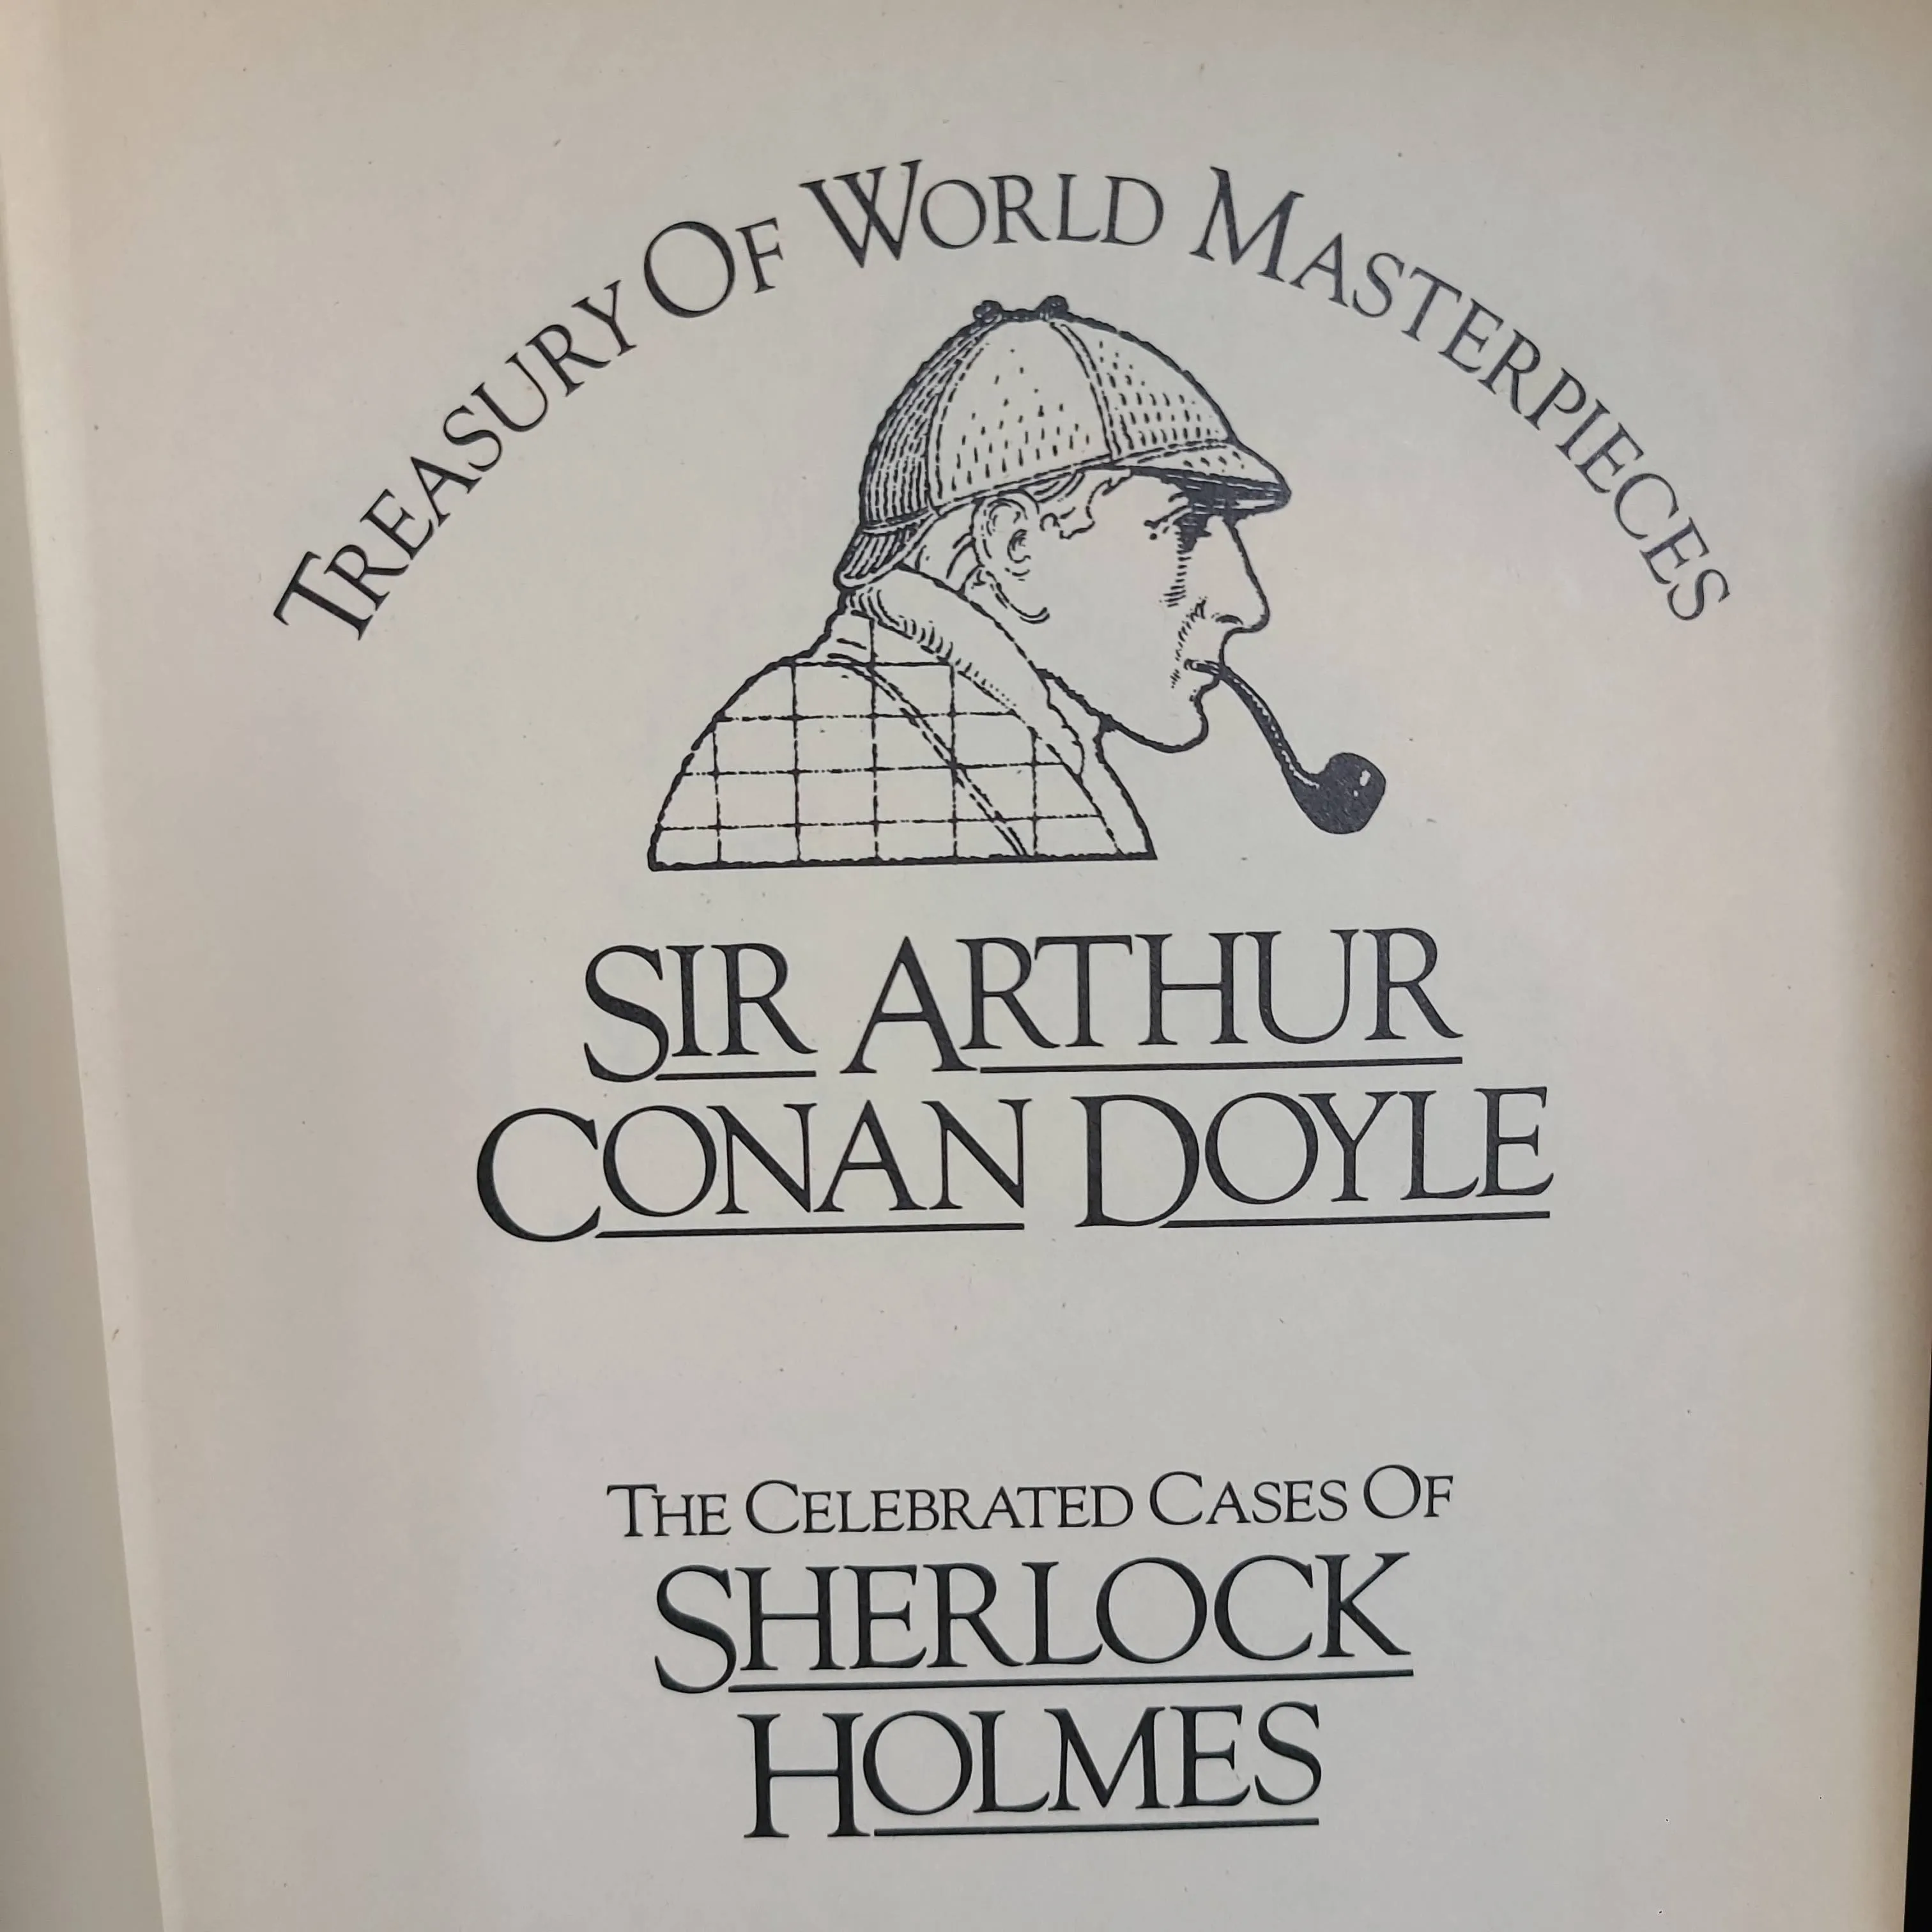 TREASURY OF WORLD MASTERPIECES
SIR ARTHUR
CONAN DOYLE
THE CELEBRATED CASES OF
SHERLOCK
HOLMES